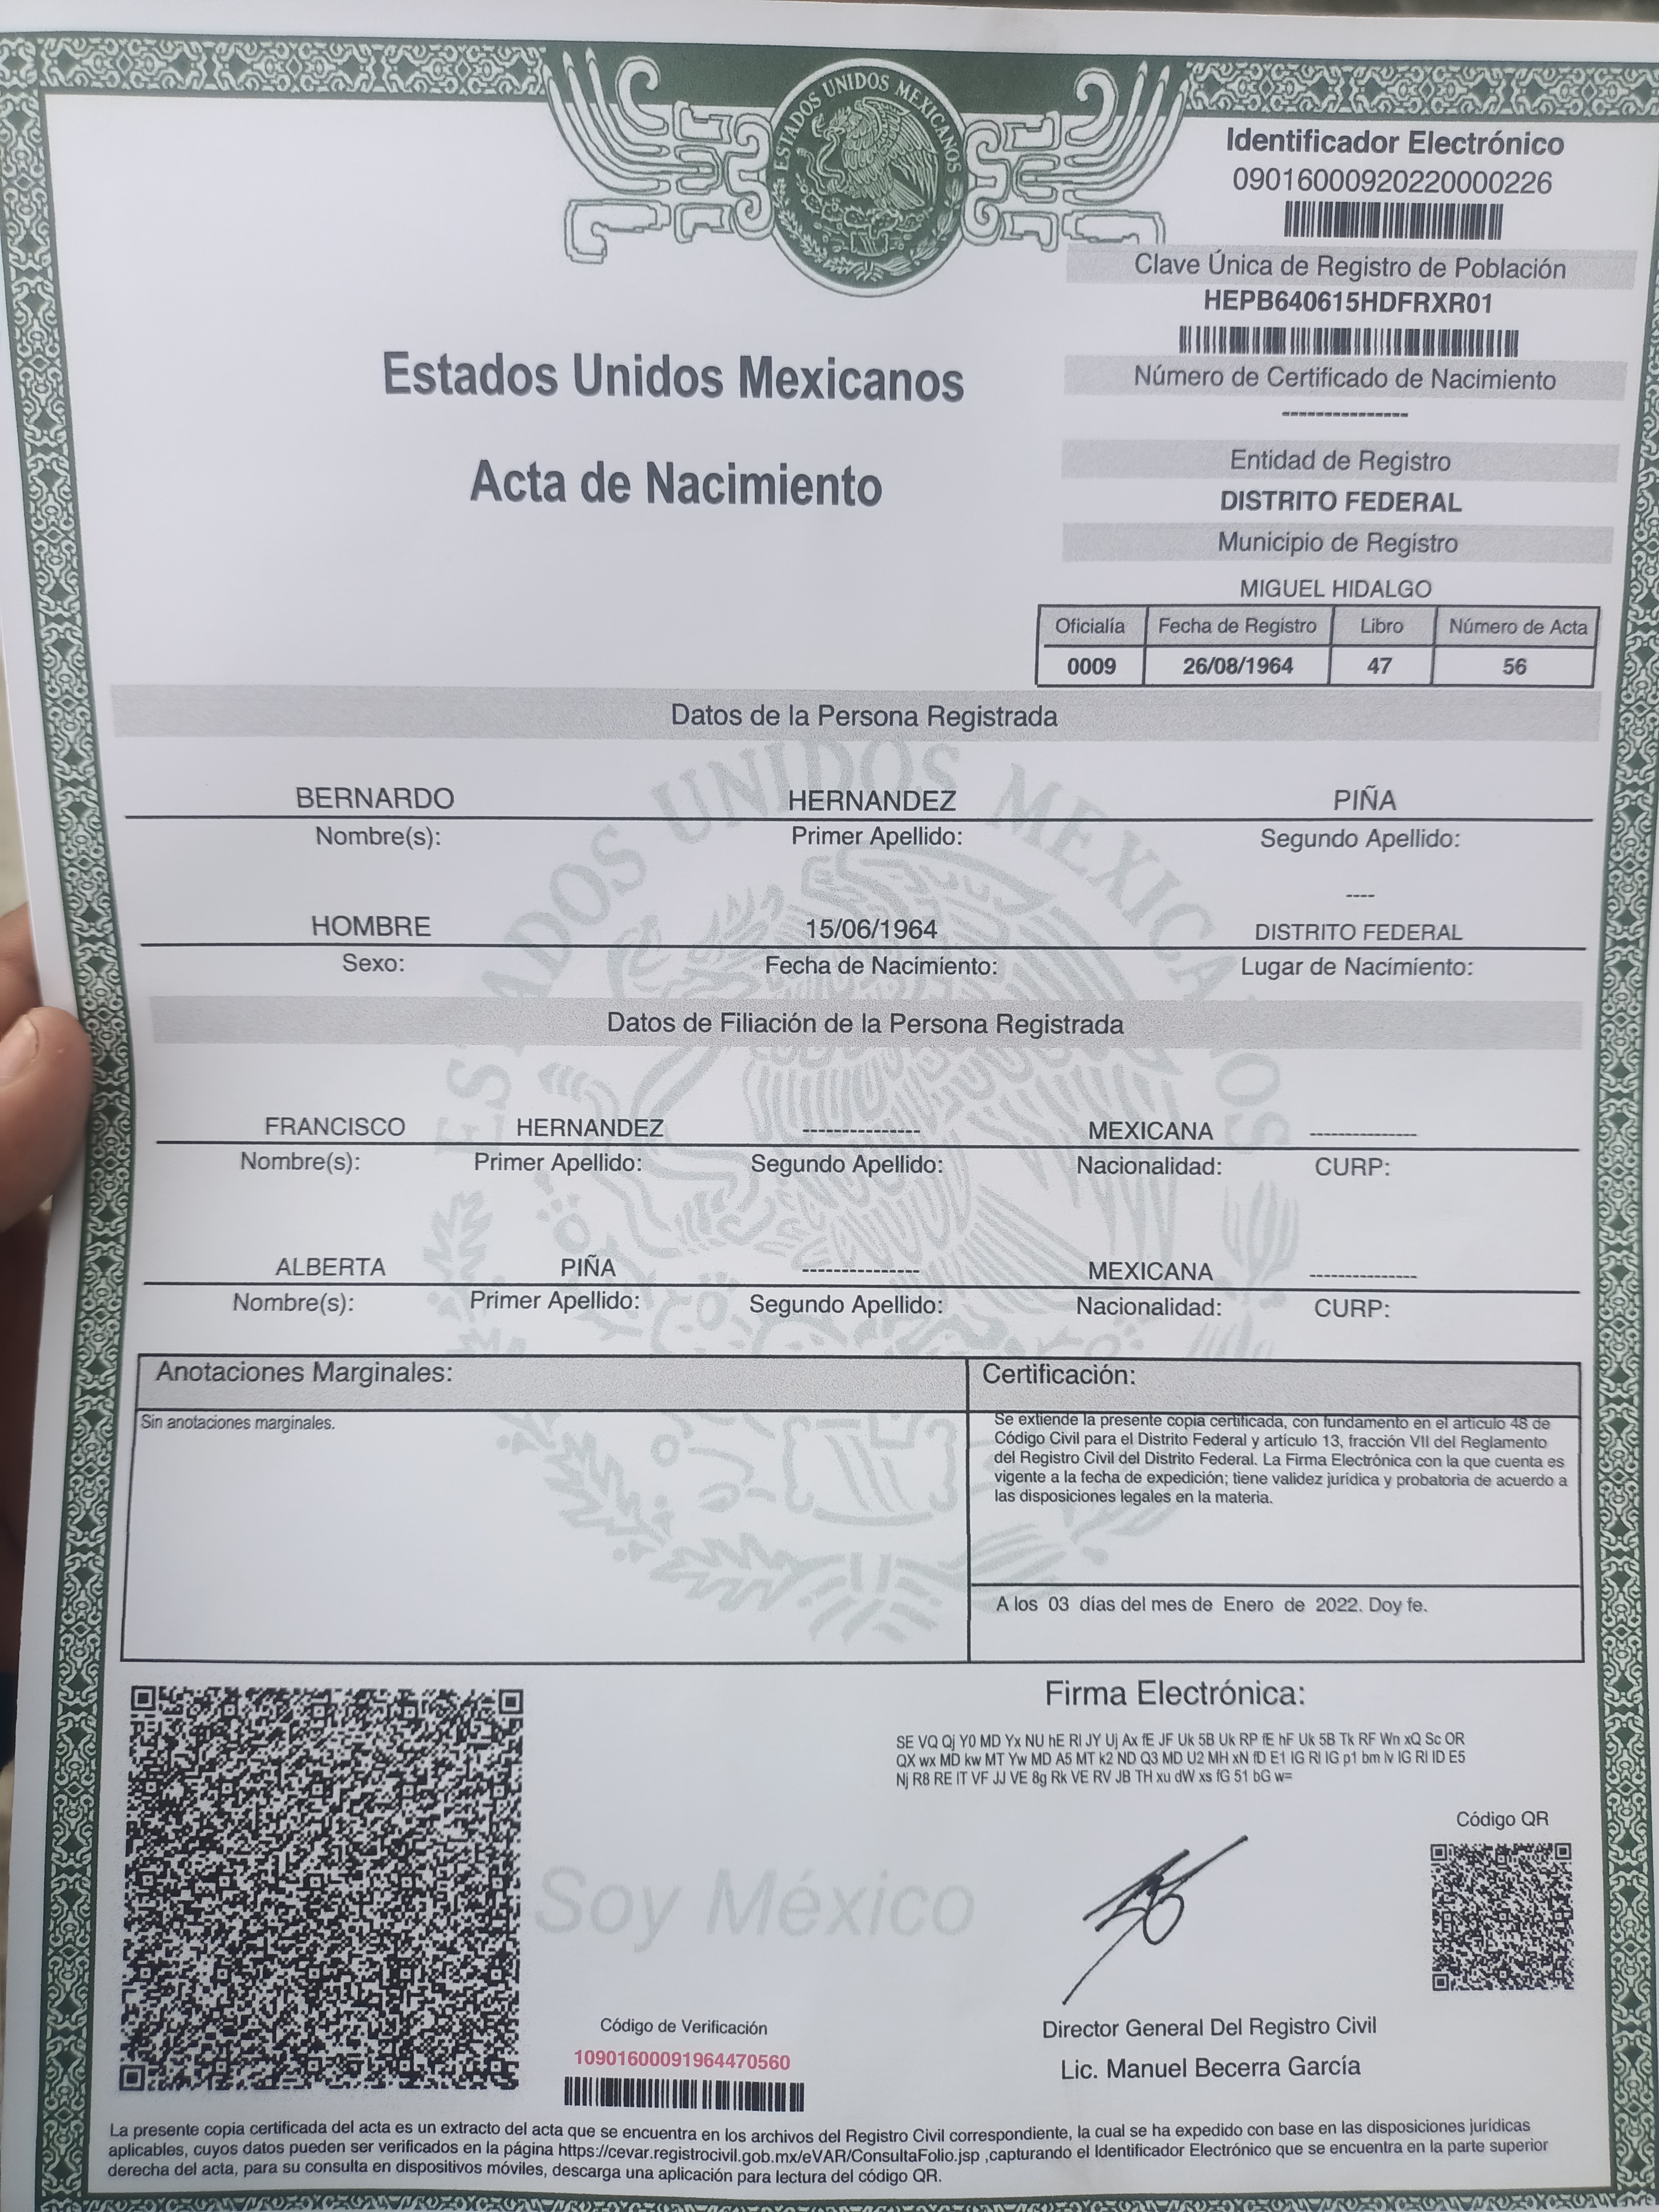 ESTADOS UNIDOS MEXICANOS
Identificador Electrónico
09016000920220000226
Clave Única de Registro de Población
HEPB640615HDFRXR01
Número de Certificado de Nacimiento
---------------
Estados Unidos Mexicanos
Acta de Nacimiento
Entidad de Registro
DISTRITO FEDERAL
Municipio de Registro
MIGUEL HIDALGO
Oficialía Fecha de Registro Libro Número de Acta
0009 26/08/1964 47 56
Datos de la Persona Registrada
BERNARDO HERNANDEZ PIÑA
Nombre(s): Primer Apellido: Segundo Apellido:
----
HOMBRE 15/06/1964 DISTRITO FEDERAL
Sexo: Fecha de Nacimiento: Lugar de Nacimiento:
Datos de Filiación de la Persona Registrada
FRANCISCO HERNANDEZ --------------- MEXICANA ---------------
Nombre(s): Primer Apellido: Segundo Apellido: Nacionalidad: CURP:
ALBERTA PIÑA --------------- MEXICANA ---------------
Nombre(s): Primer Apellido: Segundo Apellido: Nacionalidad: CURP:
ESTADOS UNIDOS MEXICANOS
Anotaciones Marginales:
Sin anotaciones marginales.
Certificación:
Se extiende la presente copia certificada, con fundamento en el artículo 48 de
Código Civil para el Distrito Federal y artículo 13, fracción VII del Reglamento
del Registro Civil del Distrito Federal. La Firma Electrónica con la que cuenta es
vigente a la fecha de expedición; tiene validez jurídica y probatoria de acuerdo a
las disposiciones legales en la materia.
A los 03 días del mes de Enero de 2022. Doy fe.
Firma Electrónica:
SE VQ Qj Y0 MD Yx NU hE Rl JY Uj Ax fE JF Uk 5B Uk RP fE hF Uk 5B Tk RF Wn xQ Sc OR
QX wx MD kw MT Yw MD A5 MT k2 ND Q3 MD U2 MH xN fD E1 IG Rl IG p1 bm lv IG Rl ID E5
Nj R8 RE lT VF JJ VE 8g Rk VE RV JB TH xu dW xs fG 51 bG w=
Código QR
Soy México
Código de Verificación
10901600091964470560
Director General Del Registro Civil
Lic. Manuel Becerra García
La presente copia certificada del acta es un extracto del acta que se encuentra en los archivos del Registro Civil correspondiente, la cual se ha expedido con base en las disposiciones jurídicas
aplicables, cuyos datos pueden ser verificados en la página https://cevar.registrocivil.gob.mx/eVAR/ConsultaFolio.jsp ,capturando el Identificador Electrónico que se encuentra en la parte superior
derecha del acta, para su consulta en dispositivos móviles, descarga una aplicación para lectura del código QR.